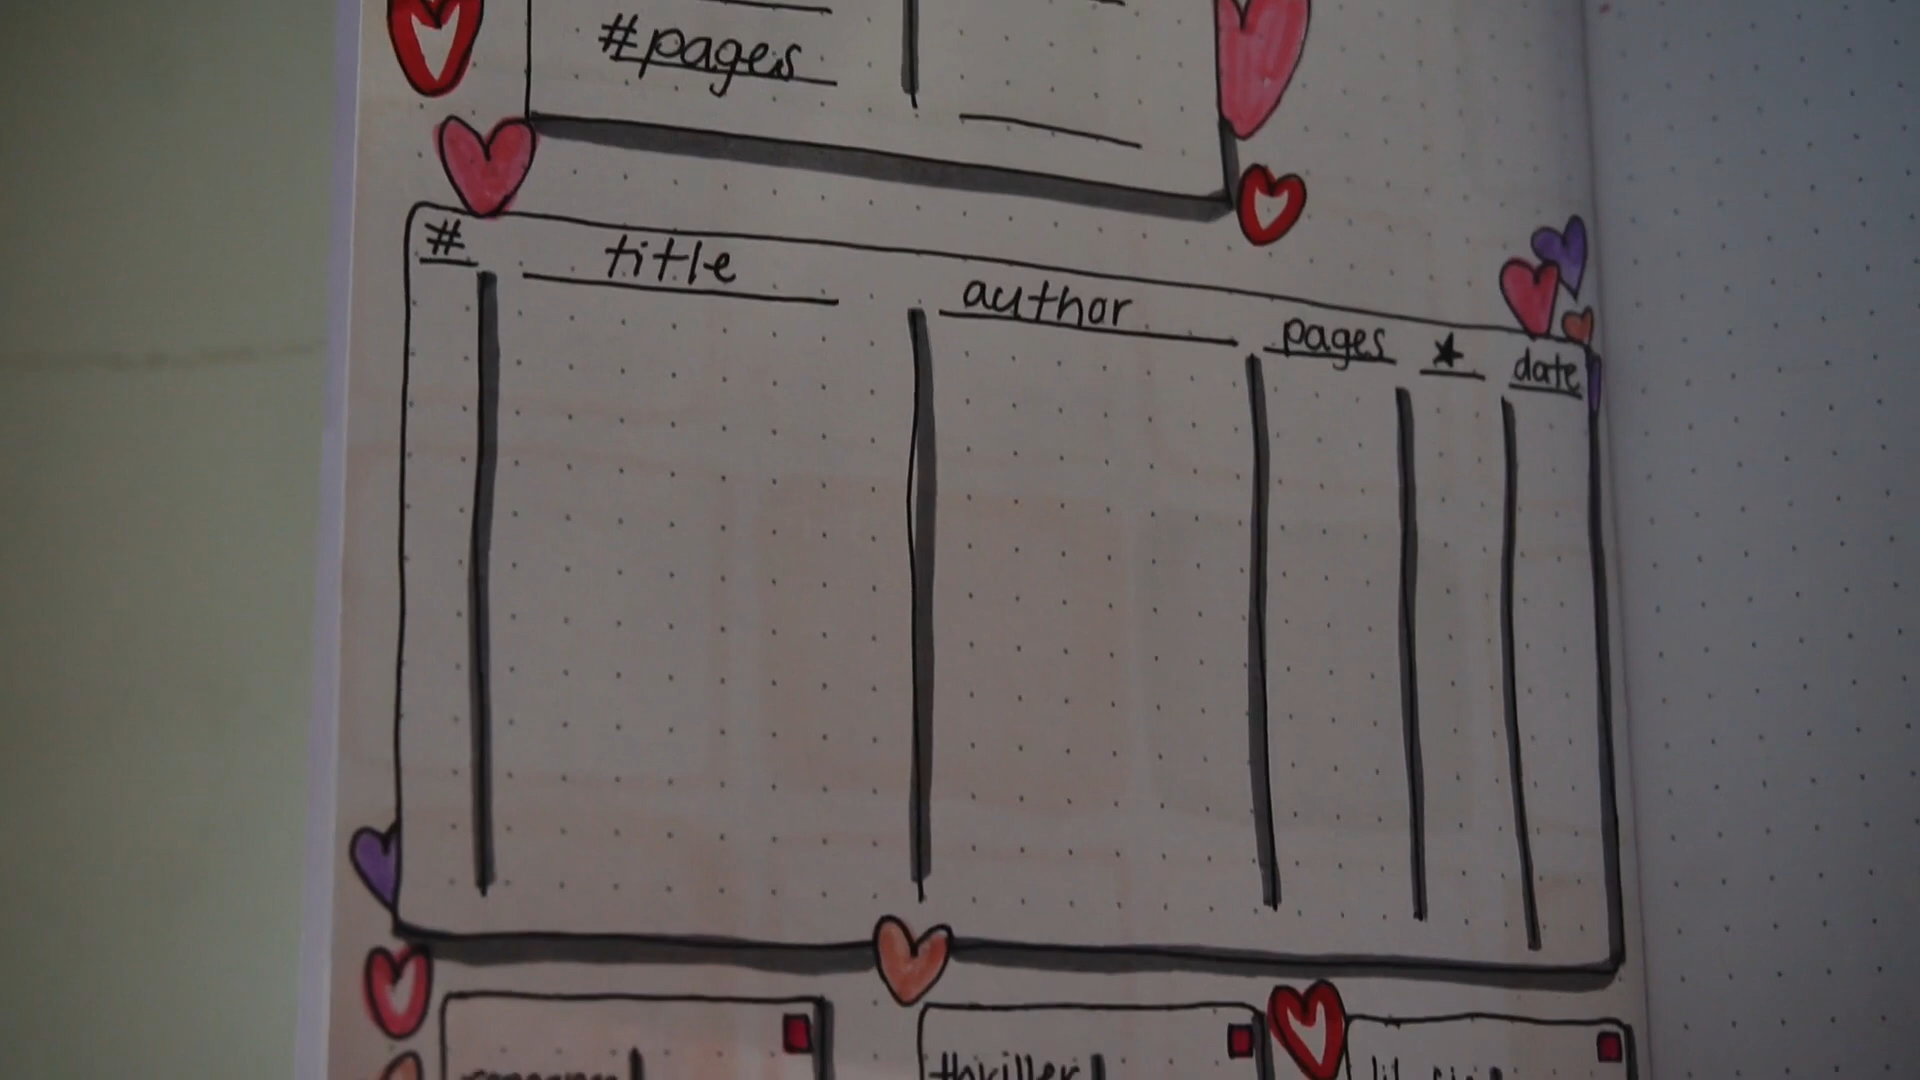 #pages
# title author pages ★ date
thriller